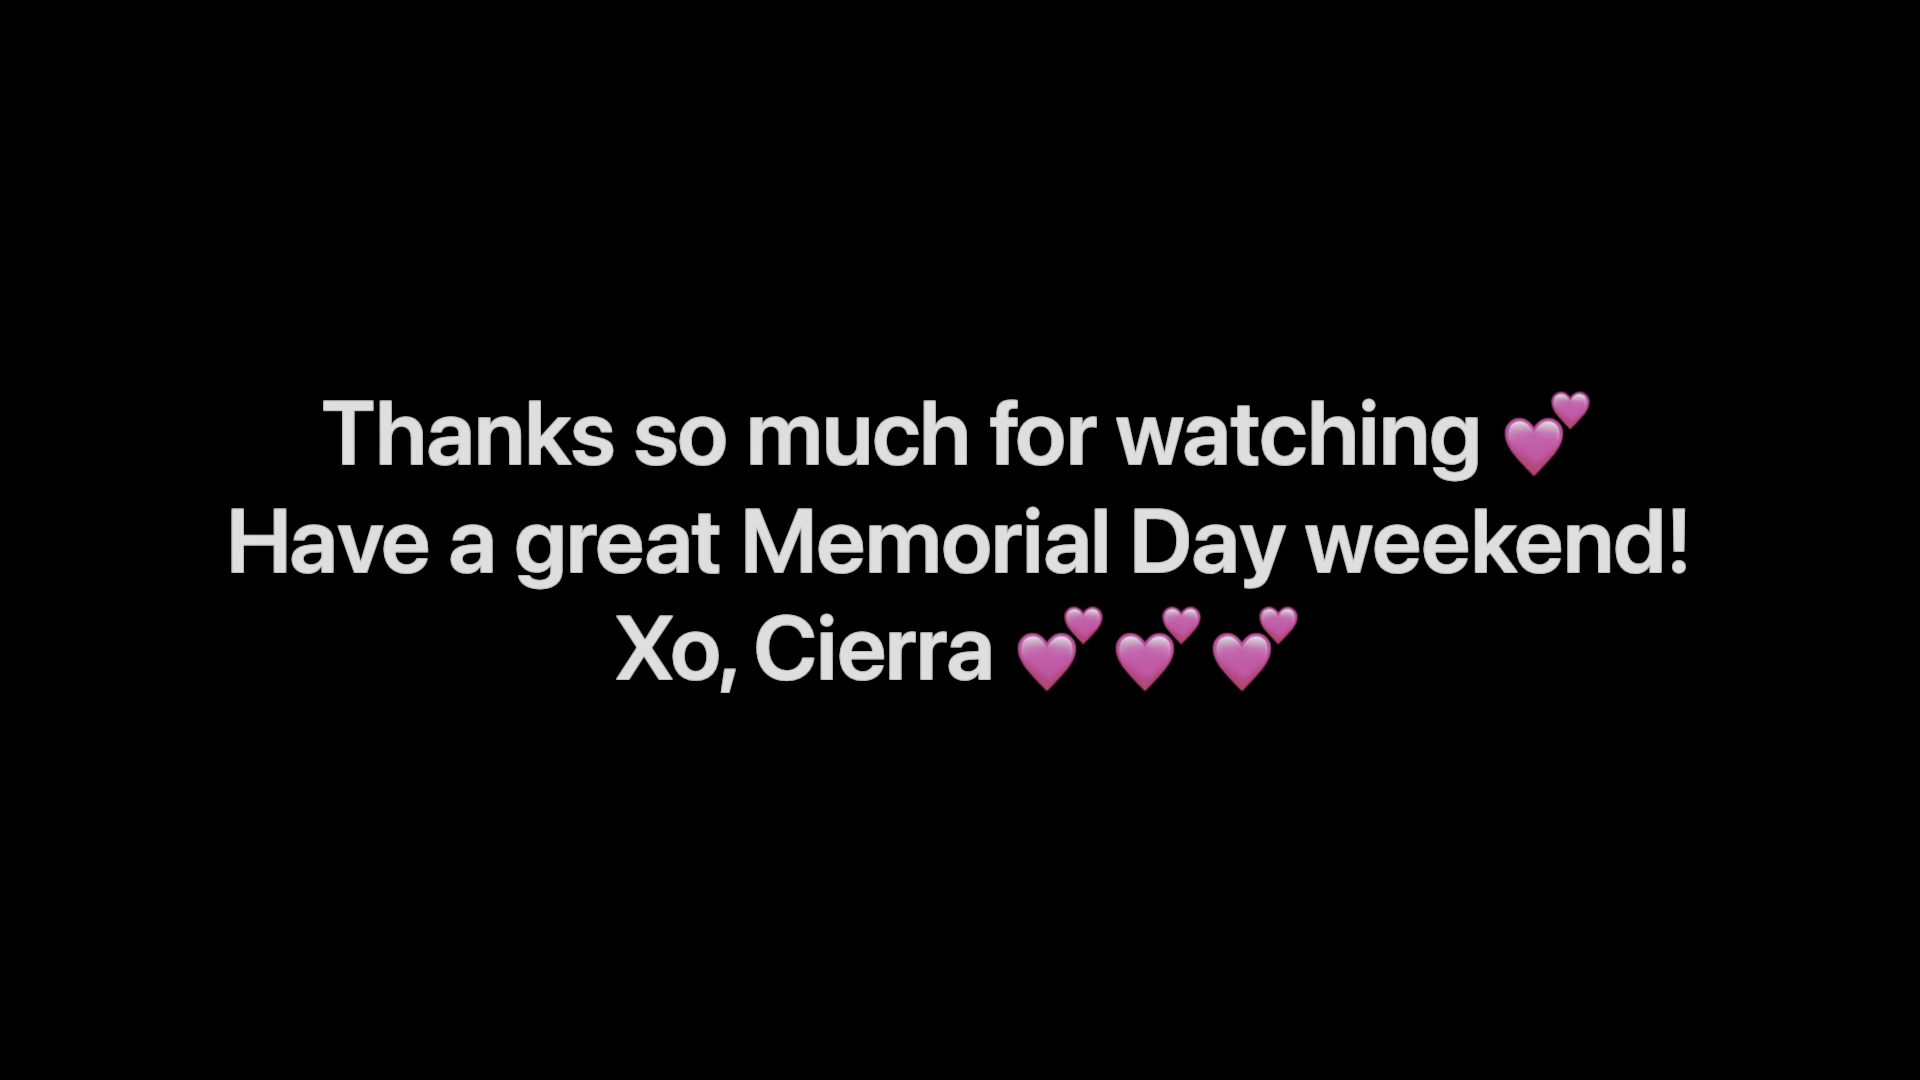 Thanks so much for watching 💕
Have a great Memorial Day weekend!
Xo, Cierra 💕💕💕